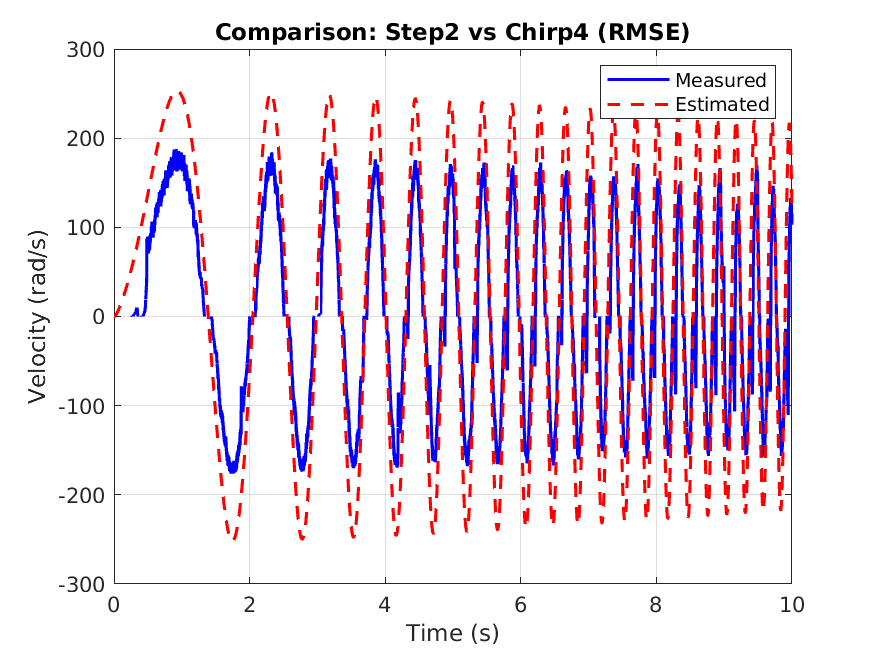 Comparison: Step2 vs Chirp4 (RMSE)
Measured
Estimated
300
200
100
0
-100
-200
-300
Velocity (rad/s)
0 2 4 6 8 10
Time (s)